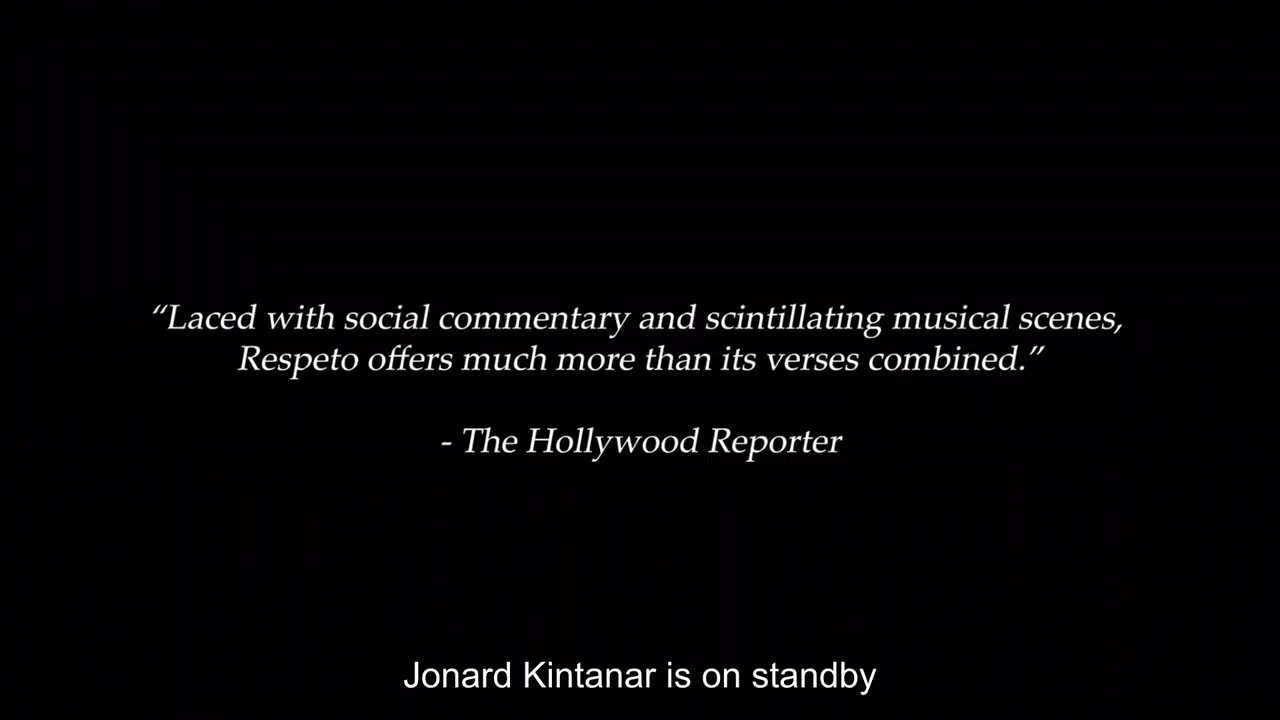 “Laced with social commentary and scintillating musical scenes,
Respeto offers much more than its verses combined.”
- The Hollywood Reporter
Jonard Kintanar is on standby